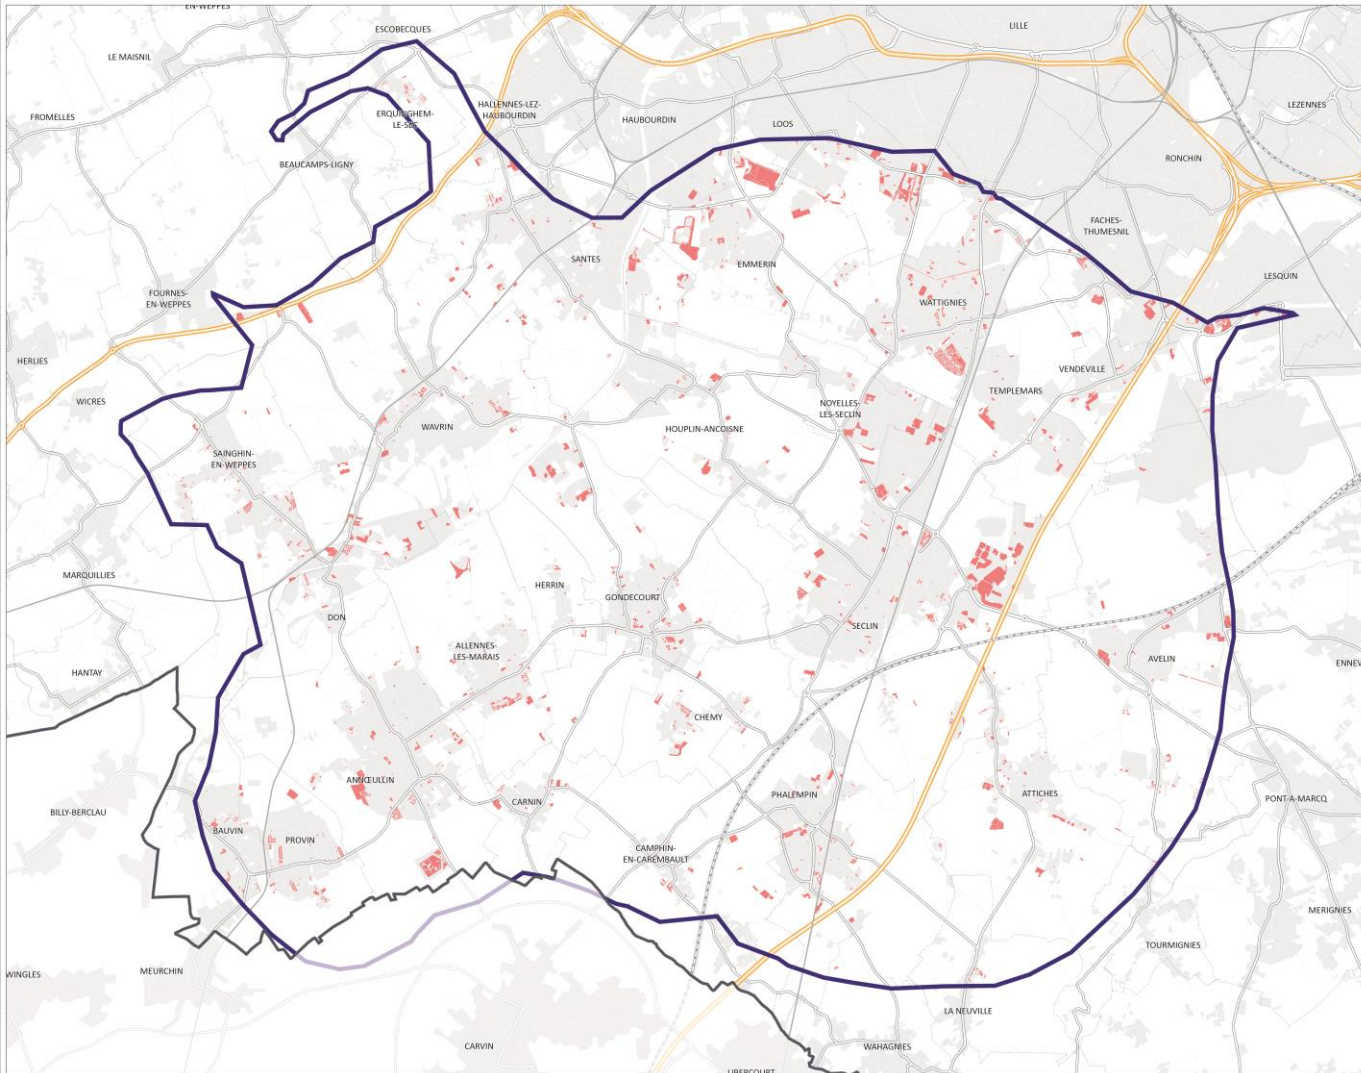 EN-WEPPES
ESCOBECQUES
LILLE
LE MAISNIL
HALLENNES-LEZ-
HAUBOURDIN
LEZENNES
FROMELLES
ERQUINGHEM-
LE-SEC
HAUBOURDIN
LOOS
BEAUCAMPS-LIGNY
RONCHIN
FACHES-
THUMESNIL
SANTES
EMMERIN
LESQUIN
FOURNES-
EN-WEPPES
WATTIGNIES
HERLIES
VENDEVILLE
TEMPLEMARS
WICRES
NOYELLES-
LES-SECLIN
WAVRIN
HOUPLIN-ANCOISNE
SAINGHIN-
EN-WEPPES
MARQUILLIES
HERRIN
GONDECOURT
DON
SECLIN
ALLENNES-
LES-MARAIS
AVELIN
ENNEV
HANTAY
CHEMY
ANNŒULLIN
PHALEMPIN
ATTICHES
CARNIN
PONT-A-MARCQ
BILLY-BERCLAU
BAUVIN
PROVIN
CAMPHIN-
EN-CAREMBAULT
MERIGNIES
TOURMIGNIES
WINGLES
MEURCHIN
LA NEUVILLE
CARVIN
WAHAGNIES
LIBERCOURT